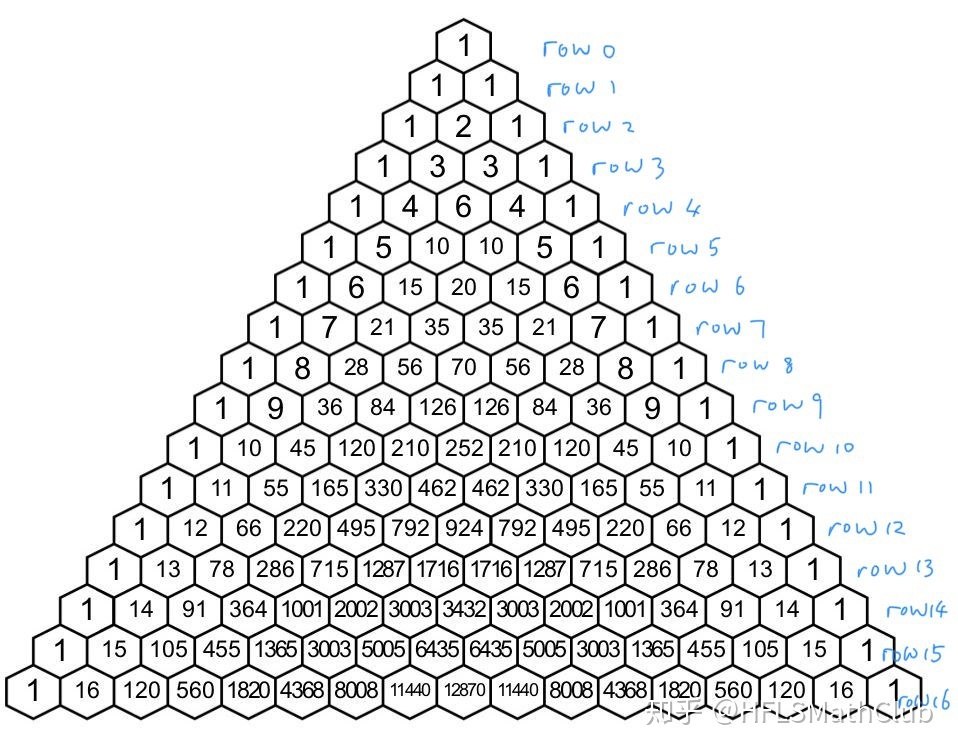 1 row 0
1 1 row 1
1 2 1 row 2
1 3 3 1 row 3
1 4 6 4 1 row 4
1 5 10 10 5 1 row 5
1 6 15 20 15 6 1 row 6
1 7 21 35 35 21 7 1 row 7
1 8 28 56 70 56 28 8 1 row 8
1 9 36 84 126 126 84 36 9 1 row 9
1 10 45 120 210 252 210 120 45 10 1 row 10
1 11 55 165 330 462 462 330 165 55 11 1 row 11
1 12 66 220 495 792 924 792 495 220 66 12 1 row 12
1 13 78 286 715 1287 1716 1716 1287 715 286 78 13 1 row 13
1 14 91 364 1001 2002 3003 3432 3003 2002 1001 364 91 14 1 row 14
1 15 105 455 1365 3003 5005 6435 6435 5005 3003 1365 455 105 15 1 row 15
1 16 120 560 1820 4368 8008 11440 12870 11440 8008 4368 1820 560 120 16 1 row 16
知乎 @HFLSMathClub